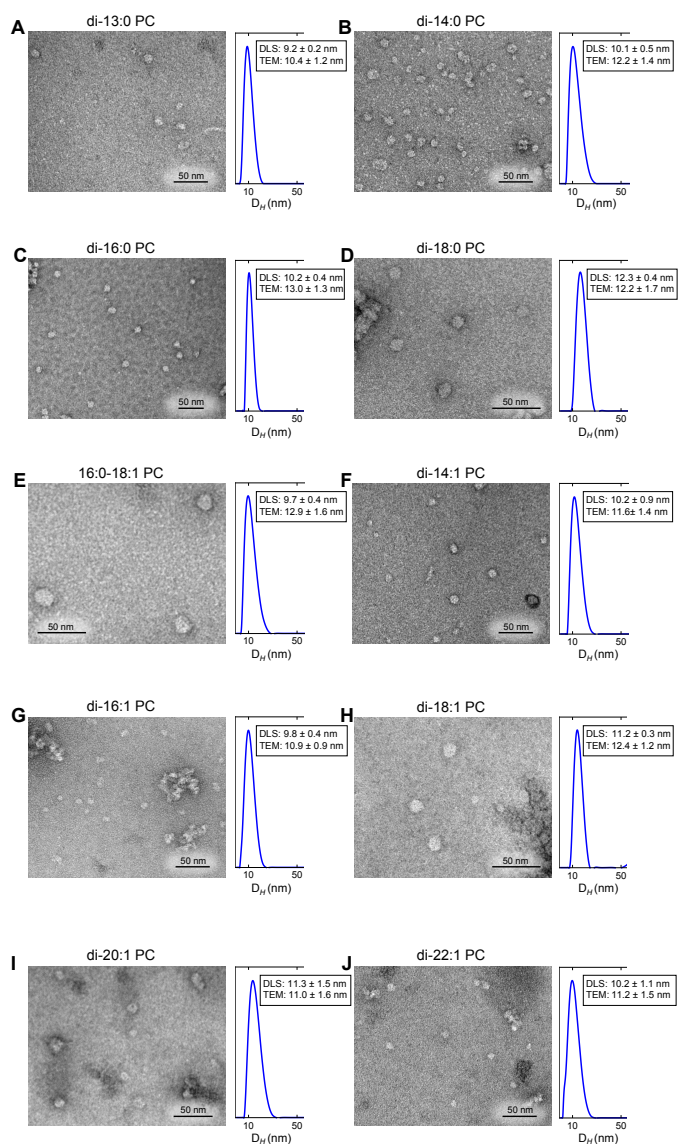 A
di-13:0 PC
DLS: 9.2 ± 0.2 nm
TEM: 10.4 ± 1.2 nm
50 nm
10
50
D_H (nm)
B
di-14:0 PC
DLS: 10.1 ± 0.5 nm
TEM: 12.2 ± 1.4 nm
50 nm
10
50
D_H (nm)
C
di-16:0 PC
DLS: 10.2 ± 0.4 nm
TEM: 13.0 ± 1.3 nm
50 nm
10
50
D_H (nm)
D
di-18:0 PC
DLS: 12.3 ± 0.4 nm
TEM: 12.2 ± 1.7 nm
50 nm
10
50
D_H (nm)
E
16:0-18:1 PC
DLS: 9.7 ± 0.4 nm
TEM: 12.9 ± 1.6 nm
50 nm
10
50
D_H (nm)
F
di-14:1 PC
DLS: 10.2 ± 0.9 nm
TEM: 11.6± 1.4 nm
50 nm
10
50
D_H (nm)
G
di-16:1 PC
DLS: 9.8 ± 0.4 nm
TEM: 10.9 ± 0.9 nm
50 nm
10
50
D_H (nm)
H
di-18:1 PC
DLS: 11.2 ± 0.3 nm
TEM: 12.4 ± 1.2 nm
50 nm
10
50
D_H (nm)
I
di-20:1 PC
DLS: 11.3 ± 1.5 nm
TEM: 11.0 ± 1.6 nm
50 nm
10
50
D_H (nm)
J
di-22:1 PC
DLS: 10.2 ± 1.1 nm
TEM: 11.2 ± 1.5 nm
50 nm
10
50
D_H (nm)